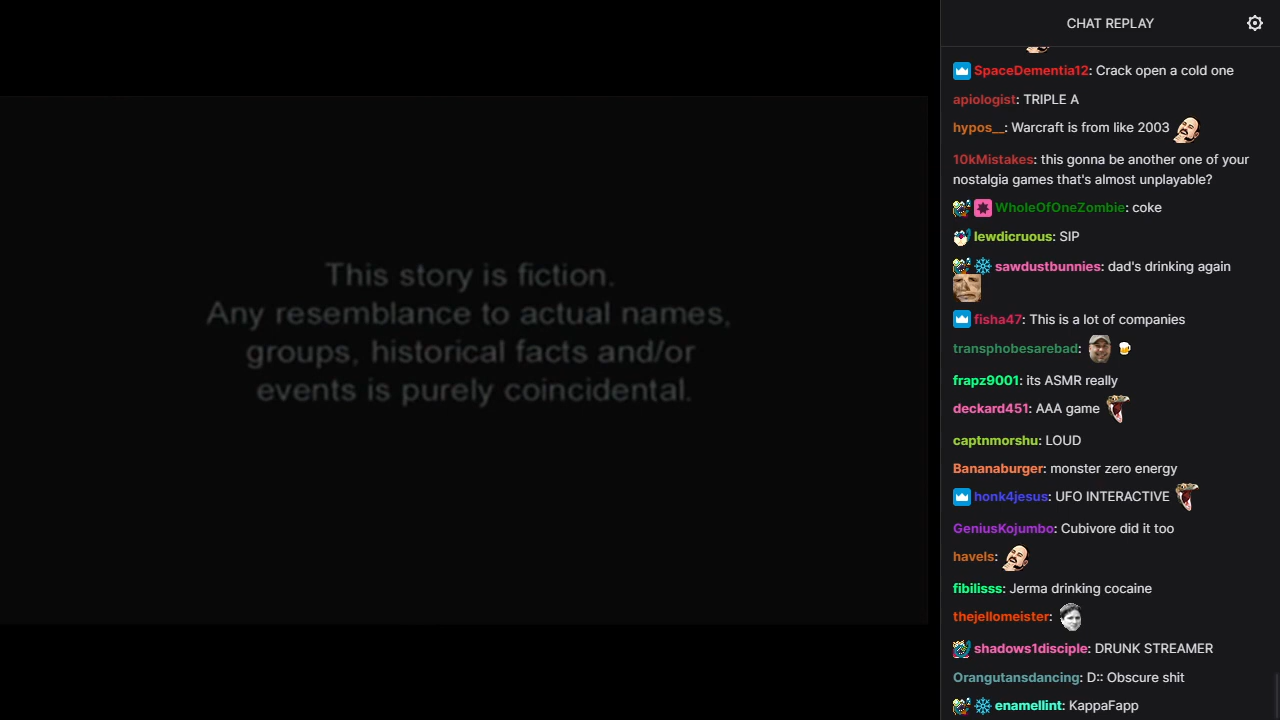 This story is fiction.
Any resemblance to actual names,
groups, historical facts and/or
events is purely coincidental.
CHAT REPLAY
SpaceDementia12: Crack open a cold one
apiologist: TRIPLE A
hypos__: Warcraft is from like 2003
10kMistakes: this gonna be another one of your
nostalgia games that's almost unplayable?
WholeOfOneZombie: coke
lewdicruous: SIP
sawdustbunnies: dad's drinking again
fisha47: This is a lot of companies
transphobesarebad:
frapz9001: its ASMR really
deckard451: AAA game
captnmorshu: LOUD
Bananaburger: monster zero energy
honk4jesus: UFO INTERACTIVE
GeniusKojumbo: Cubivore did it too
havels:
fibilisss: Jerma drinking cocaine
thejellomeister:
shadows1disciple: DRUNK STREAMER
Orangutansdancing: D:: Obscure shit
enamellint: KappaFapp